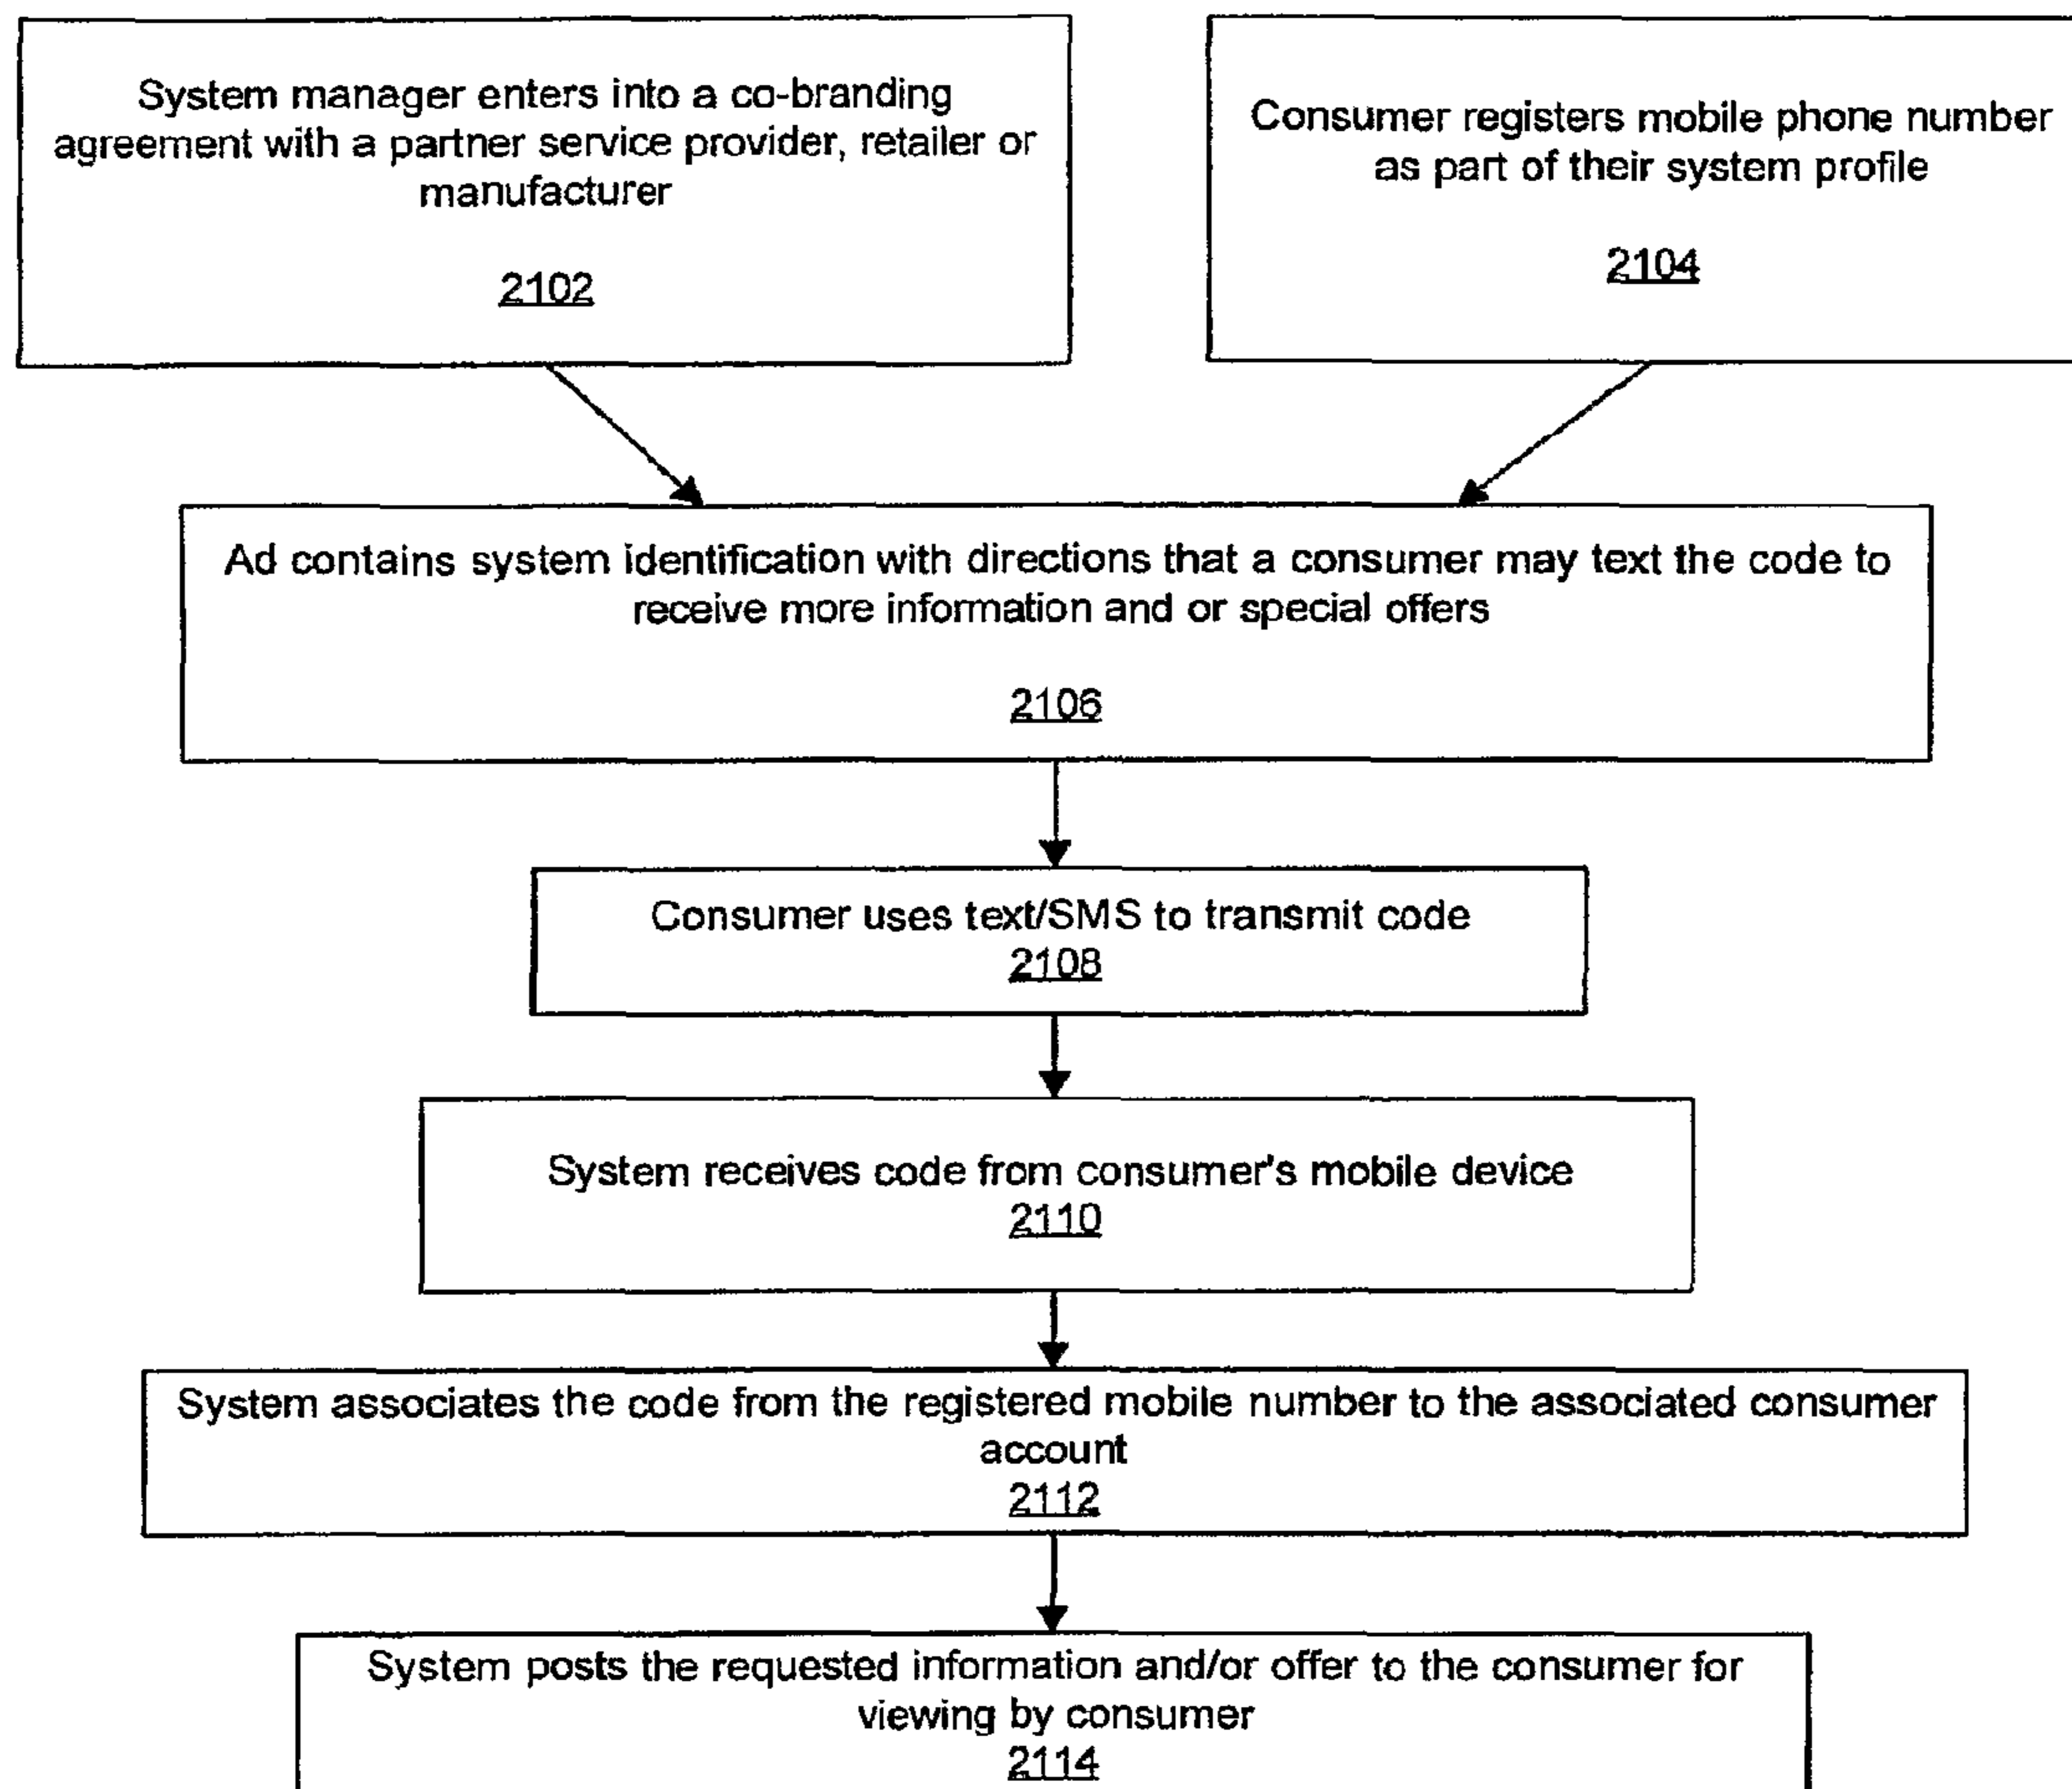 System manager enters into a co-branding
agreement with a partner service provider, retailer or
manufacturer
2102
Consumer registers mobile phone number
as part of their system profile
2104
Ad contains system identification with directions that a consumer may text the code to
receive more information and or special offers
2106
Consumer uses text/SMS to transmit code
2108
System receives code from consumer's mobile device
2110
System associates the code from the registered mobile number to the associated consumer
account
2112
System posts the requested information and/or offer to the consumer for
viewing by consumer
2114